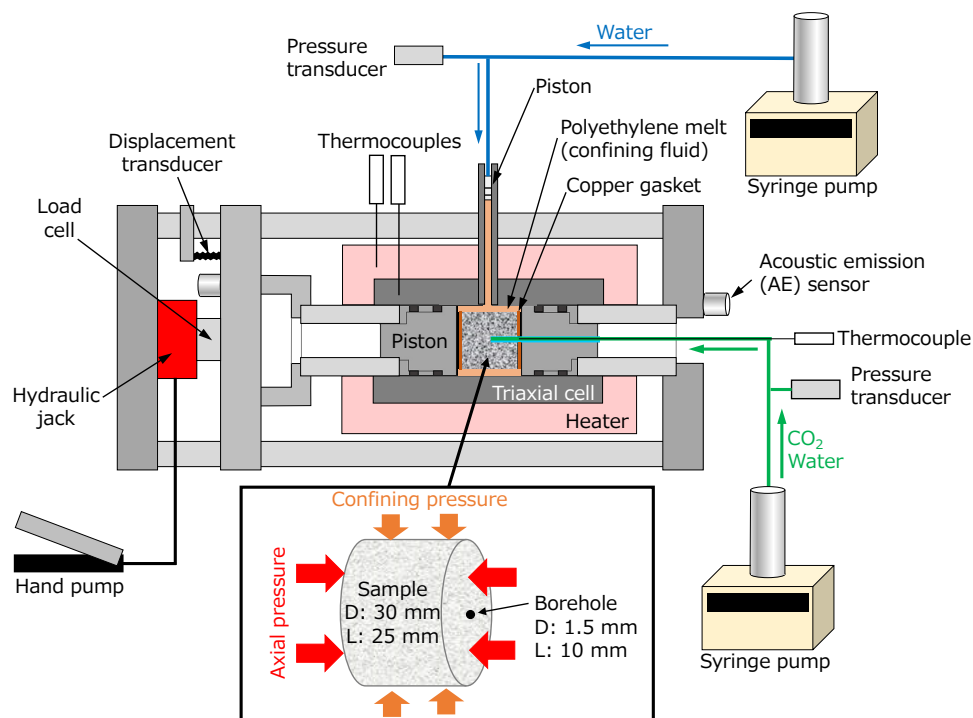 Water
Pressure
transducer
Piston
Displacement
transducer
Thermocouples
Polyethylene melt
(confining fluid)
Syringe pump
Copper gasket
Load
cell
Acoustic emission
(AE) sensor
Piston
Thermocouple
Hydraulic
jack
Triaxial cell
Pressure
transducer
Heater
CO₂
Water
Confining pressure
Hand pump
Axial pressure
Sample
D: 30 mm
L: 25 mm
Borehole
D: 1.5 mm
L: 10 mm
Syringe pump